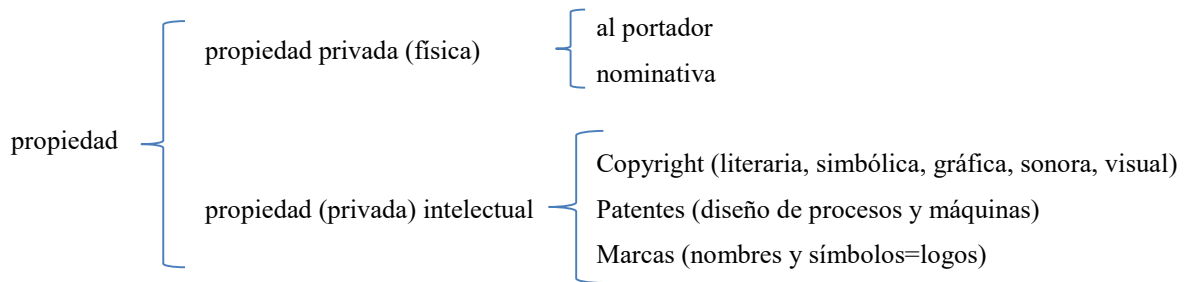 propiedad
propiedad privada (física)
al portador
nominativa
propiedad (privada) intelectual
Copyright (literaria, simbólica, gráfica, sonora, visual)
Patentes (diseño de procesos y máquinas)
Marcas (nombres y símbolos=logos)